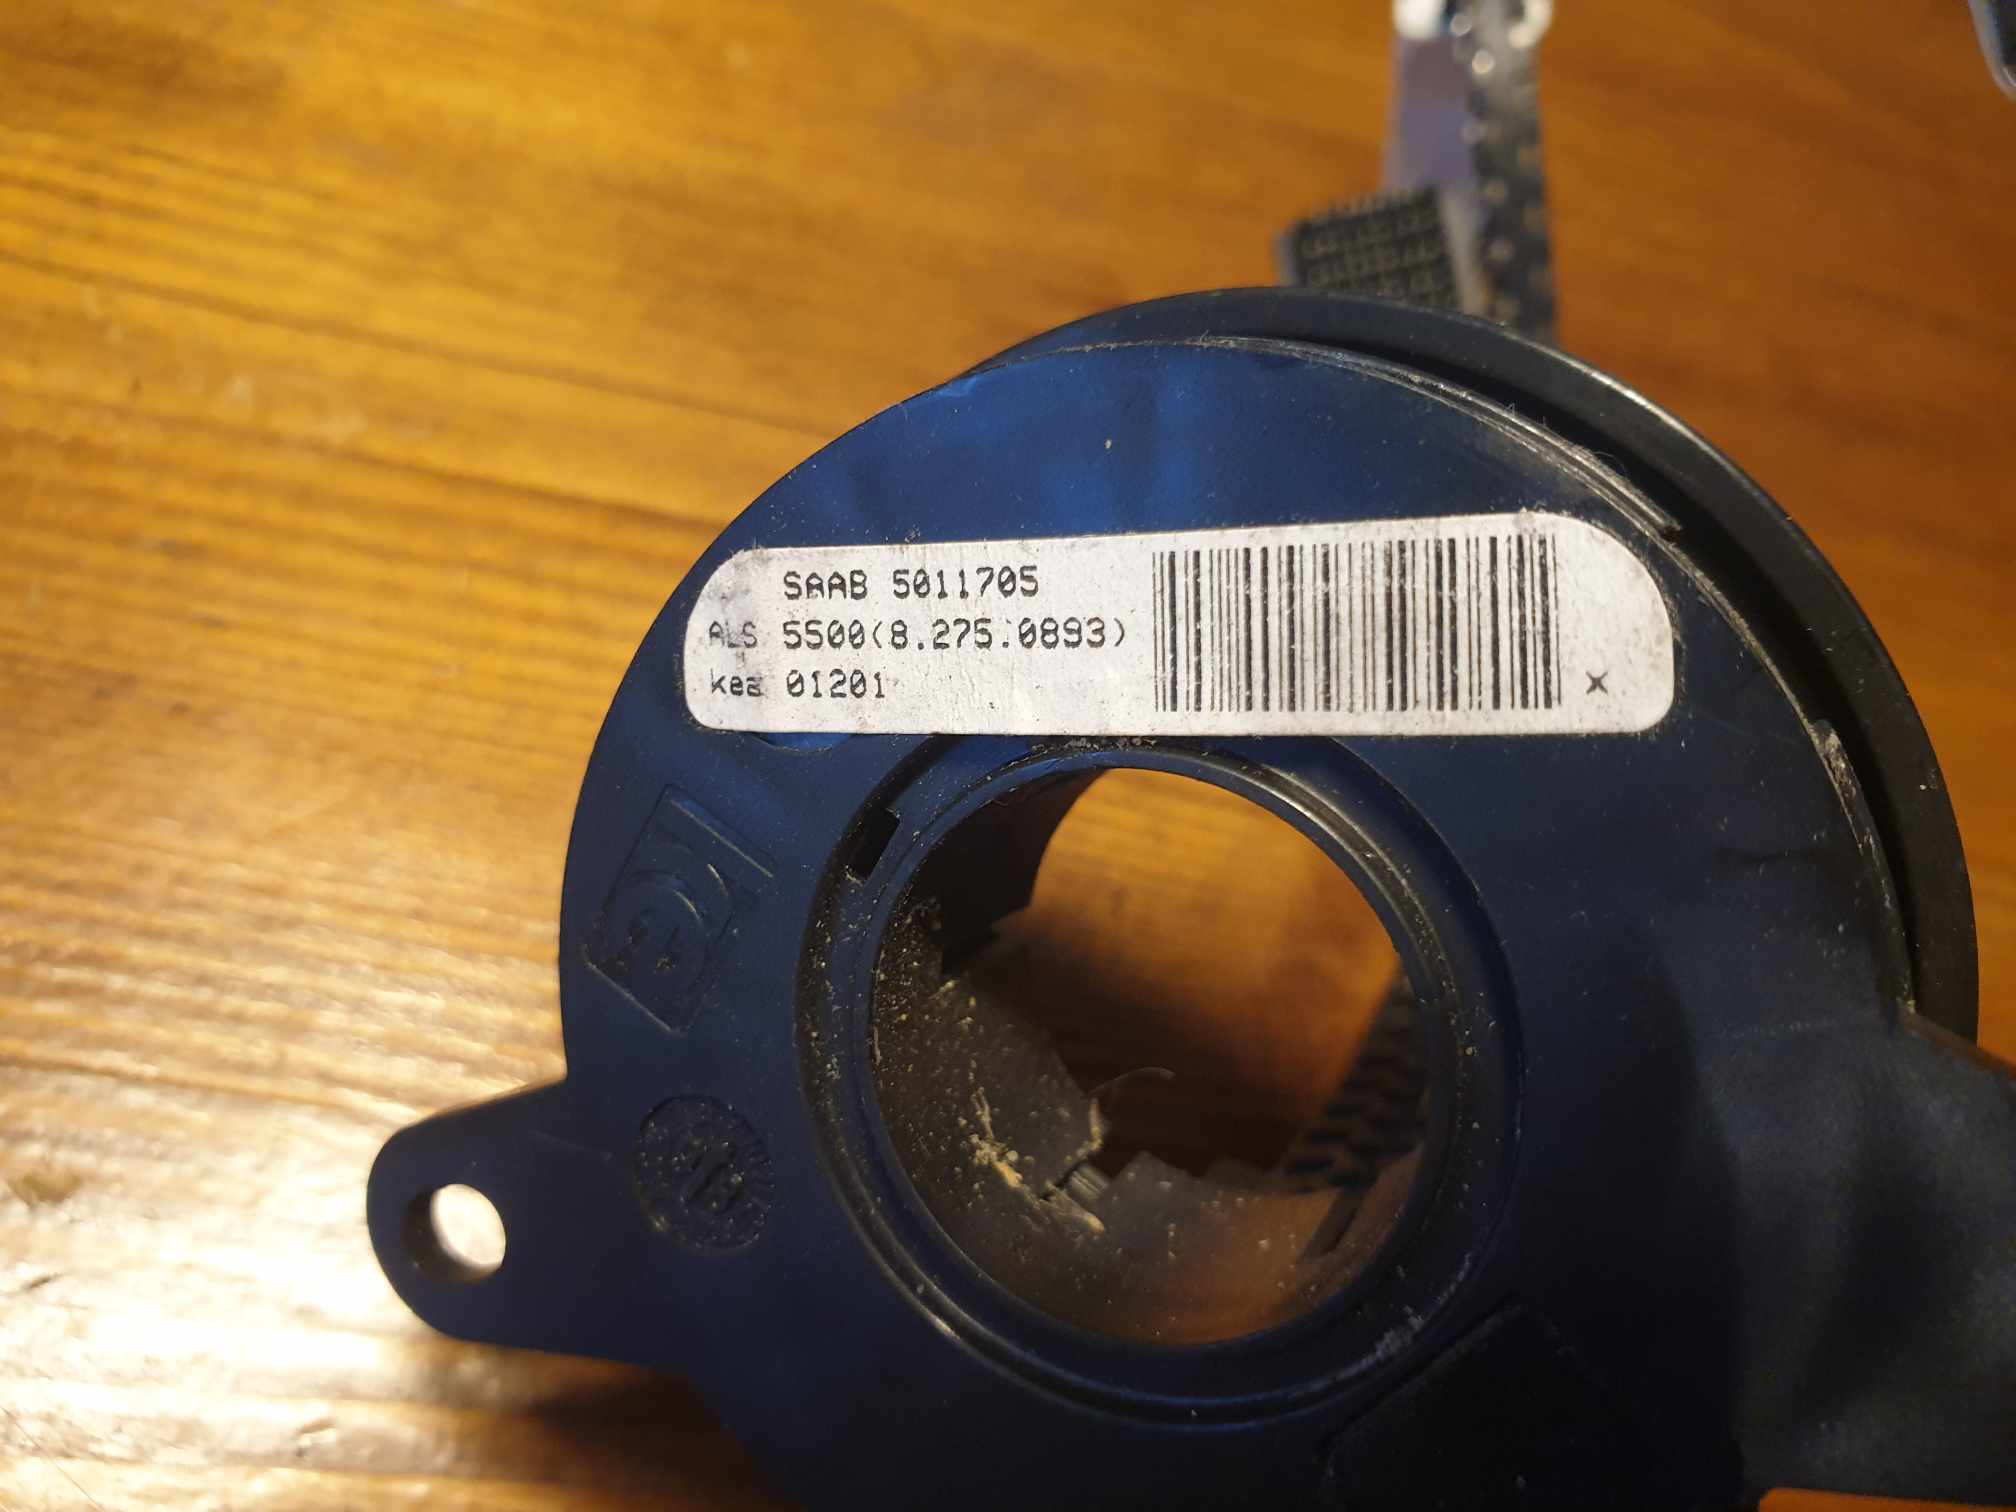 SAAB 5011705
ALS 5500(8.275.0893)
kea 01201
x